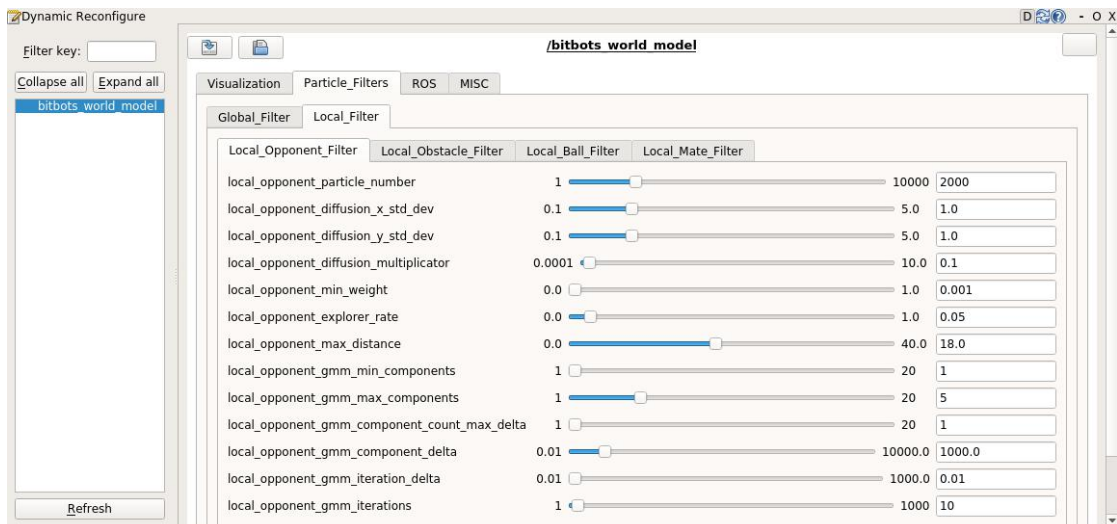 Dynamic Reconfigure
D - O X
Filter key:
Collapse all Expand all
bitbots_world_model
Refresh
/bitbots_world_model
Visualization Particle_Filters ROS MISC
Global_Filter Local_Filter
Local_Opponent_Filter Local_Obstacle_Filter Local_Ball_Filter Local_Mate_Filter
local_opponent_particle_number 1 10000 2000
local_opponent_diffusion_x_std_dev 0.1 5.0 1.0
local_opponent_diffusion_y_std_dev 0.1 5.0 1.0
local_opponent_diffusion_multiplicator 0.0001 10.0 0.1
local_opponent_min_weight 0.0 1.0 0.001
local_opponent_explorer_rate 0.0 1.0 0.05
local_opponent_max_distance 0.0 40.0 18.0
local_opponent_gmm_min_components 1 20 1
local_opponent_gmm_max_components 1 20 5
local_opponent_gmm_component_count_max_delta 1 20 1
local_opponent_gmm_component_delta 0.01 10000.0 1000.0
local_opponent_gmm_iteration_delta 0.01 1000.0 0.01
local_opponent_gmm_iterations 1 1000 10